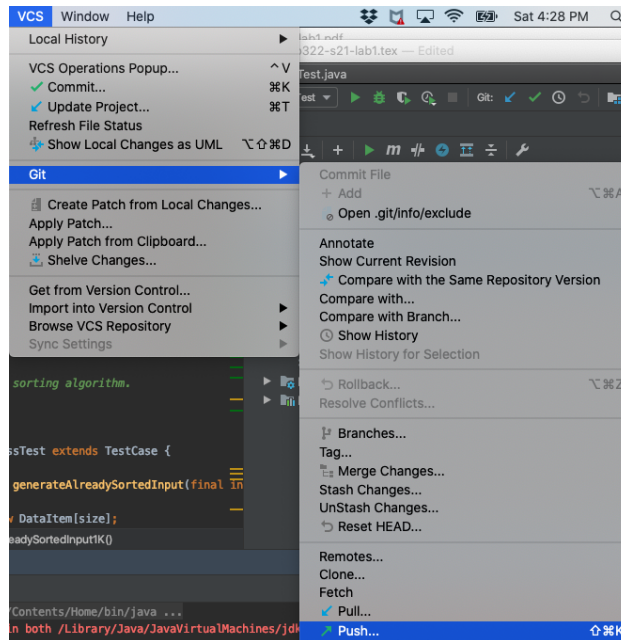 VCS Window Help Sat 4:28 PM
Local History
lab1.pdf
322-s21-lab1.tex — Edited
VCS Operations Popup... ^V
Test.java
✓ Commit... ⌘K
Update Project... ⌘T
Git:
Refresh File Status
Show Local Changes as UML ⌥⇧⌘D
Git
Commit File
+ Add ⌥⌘A
Create Patch from Local Changes...
Open .git/info/exclude
Apply Patch...
Apply Patch from Clipboard...
Annotate
Shelve Changes...
Show Current Revision
Compare with the Same Repository Version
Get from Version Control...
Compare with...
Import into Version Control
Compare with Branch...
Browse VCS Repository
Show History
Sync Settings
Show History for Selection
sorting algorithm.
Rollback... ⌥⌘Z
Resolve Conflicts...
Branches...
ssTest extends TestCase {
Tag...
Merge Changes...
generateAlreadySortedInput(final in
Stash Changes...
UnStash Changes...
DataItem[size];
Reset HEAD...
eadySortedInput1K()
Remotes...
Clone...
Fetch
/Contents/Home/bin/java ...
Pull...
in both /Library/Java/JavaVirtualMachines/jdk
Push... ⇧⌘K